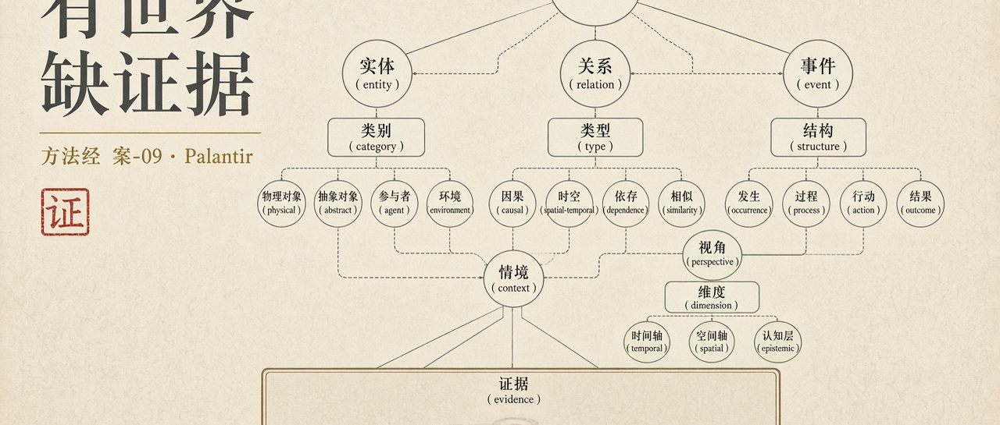 有世界
缺证据
方法经 案-09 · Palantir
证
实体
( entity )
关系
( relation )
事件
( event )
类别
( category )
类型
( type )
结构
( structure )
物理对象
( physical )
抽象对象
( abstract )
参与者
( agent )
环境
( environment )
因果
( causal )
时空
( spatial-temporal )
依存
( dependence )
相似
( similarity )
发生
( occurrence )
过程
( process )
行动
( action )
结果
( outcome )
视角
( perspective )
情境
( context )
维度
( dimension )
时间轴
( temporal )
空间轴
( spatial )
认知层
( epistemic )
证据
( evidence )